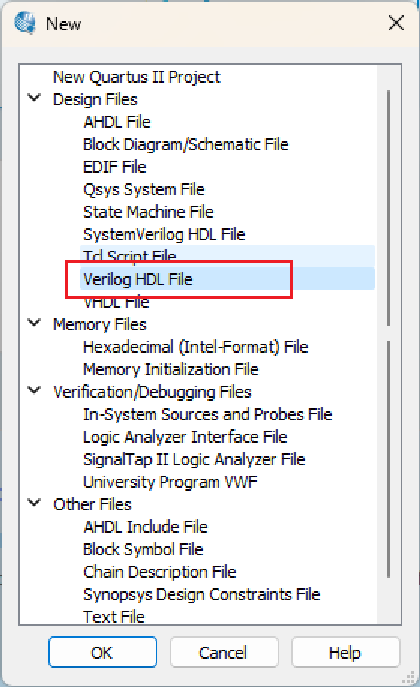 New
New Quartus II Project
Design Files
AHDL File
Block Diagram/Schematic File
EDIF File
Qsys System File
State Machine File
SystemVerilog HDL File
Tcl Script File
Verilog HDL File
VHDL File
Memory Files
Hexadecimal (Intel-Format) File
Memory Initialization File
Verification/Debugging Files
In-System Sources and Probes File
Logic Analyzer Interface File
SignalTap II Logic Analyzer File
University Program VWF
Other Files
AHDL Include File
Block Symbol File
Chain Description File
Synopsys Design Constraints File
Text File
OK Cancel Help